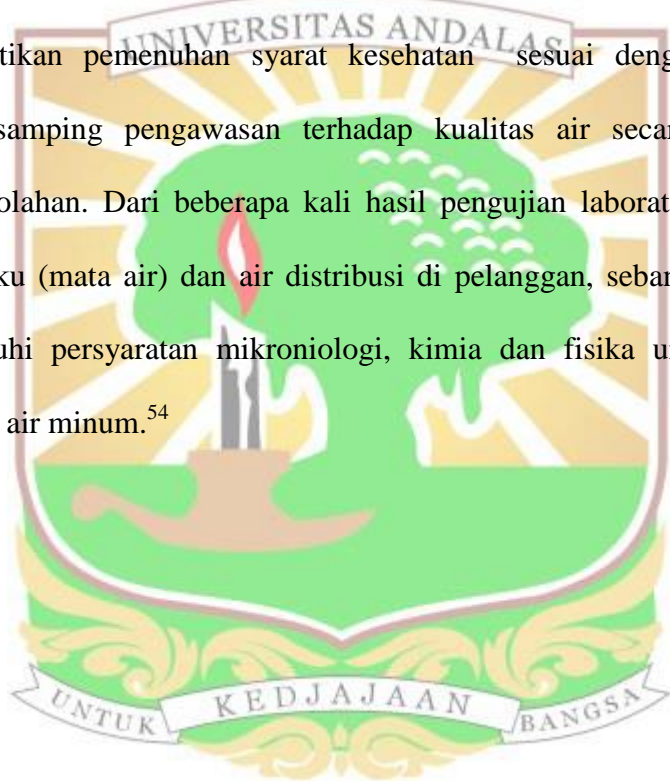 UNIVERSITAS ANDALAS
tikan pemenuhan syarat kesehatan sesuai deng
samping pengawasan terhadap kualitas air secar
olahan. Dari beberapa kali hasil pengujian laborat
ku (mata air) dan air distribusi di pelanggan, seban
uhi persyaratan mikroniologi, kimia dan fisika u
air minum.54
UNTUK KEDJAJAAN BANGSA